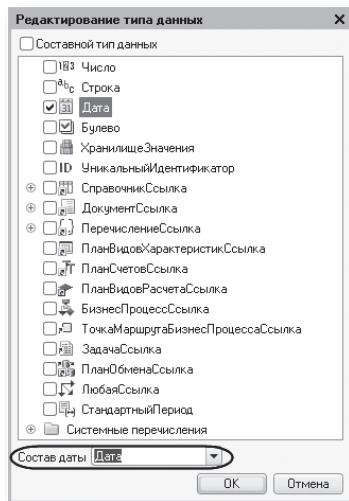 Редактирование типа данных
Составной тип данных
Число
Строка
Дата
Булево
ХранилищеЗначения
УникальныйИдентификатор
СправочникСсылка
ДокументСсылка
ПеречислениеСсылка
ПланВидовХарактеристикСсылка
ПланСчетовСсылка
ПланВидовРасчетаСсылка
БизнесПроцессСсылка
ТочкаМаршрутаБизнесПроцессаСсылка
ЗадачаСсылка
ПланОбменаСсылка
ЛюбаяСсылка
СтандартныйПериод
Системные перечисления
Состав даты Дата
OK Отмена